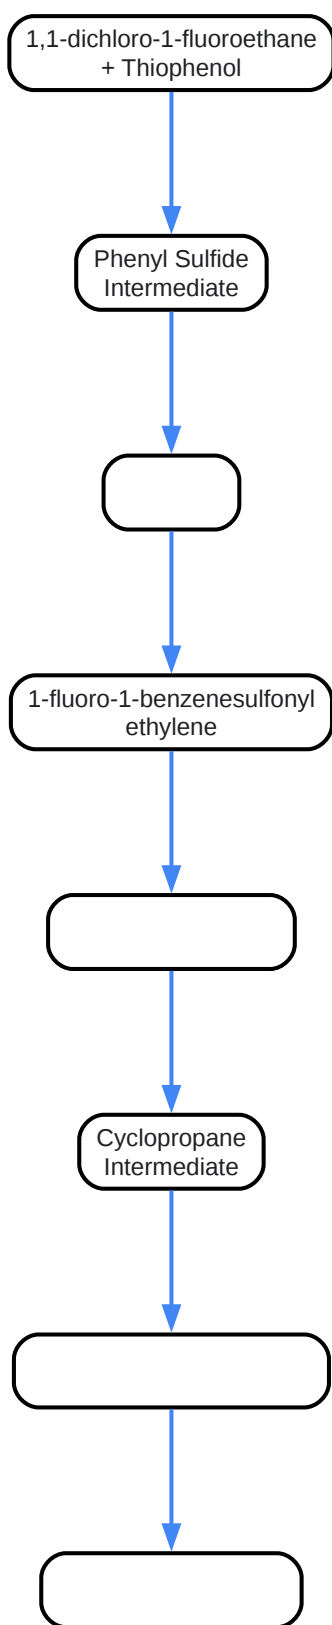 1,1-dichloro-1-fluoroethane
+ Thiophenol
Phenyl Sulfide
Intermediate
1-fluoro-1-benzenesulfonyl
ethylene
Cyclopropane
Intermediate